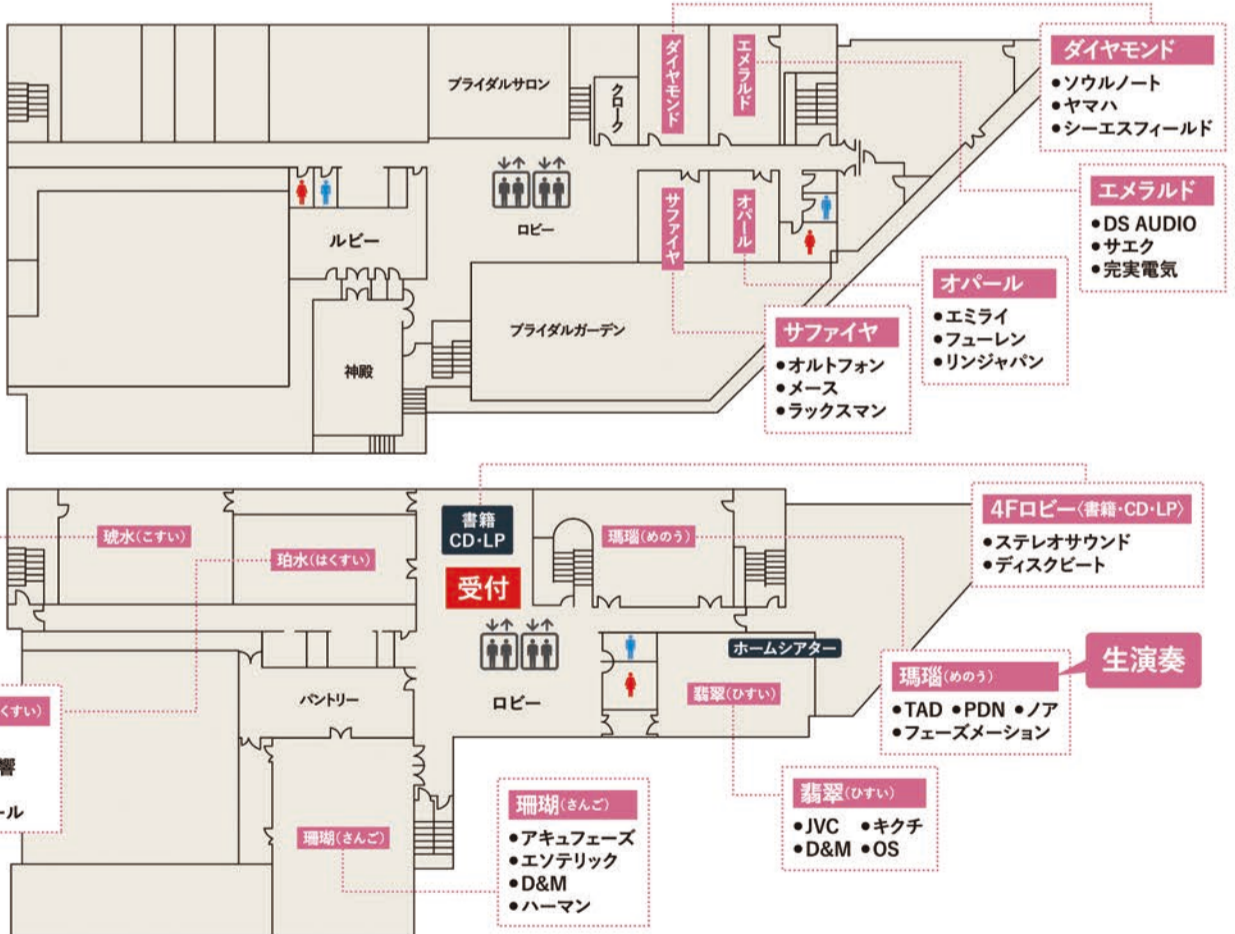 ブライダルサロン
クローク
ダイヤモンド
エメラルド
ロビー
ルビー
サファイヤ
オパール
神殿
ブライダルガーデン
ダイヤモンド
●ソウルノート
●ヤマハ
●シーエスフィールド
エメラルド
●DS AUDIO
●サエク
●完実電気
オパール
●エミライ
●フューレン
●リンジャパン
サファイヤ
●オルトフォン
●メース
●ラックスマン
琥水(こすい)
珀水(はくすい)
書籍
CD・LP
受付
瑪瑙(めのう)
ロビー
パントリー
ホームシアター
翡翠(ひすい)
珊瑚(さんご)
4Fロビー〈書籍・CD・LP〉
●ステレオサウンド
●ディスクビート
生演奏
瑪瑙(めのう)
●TAD ●PDN ●ノア
●フェーズメーション
くすい)
響
ール
珊瑚(さんご)
●アキュフェーズ
●エソテリック
●D&M
●ハーマン
翡翠(ひすい)
●JVC ●キクチ
●D&M ●OS